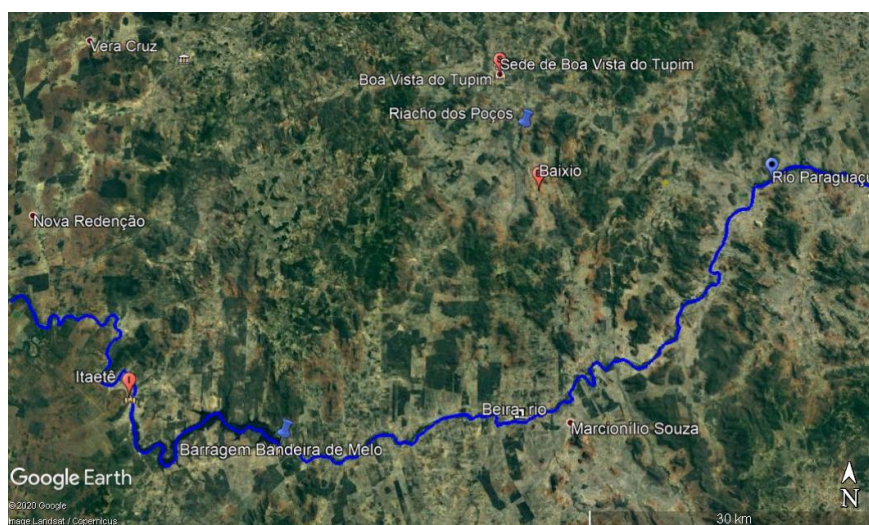 Vera Cruz
Sede de Boa Vista do Tupim
Boa Vista do Tupim
Riacho dos Poços
Baixio
Rio Paraguaçu
Nova Redenção
Itaetê
Beira rio
Marcionílio Souza
Barragem Bandeira de Melo
Google Earth
N
© 2020 Google
Image Landsat / Copernicus
30 km